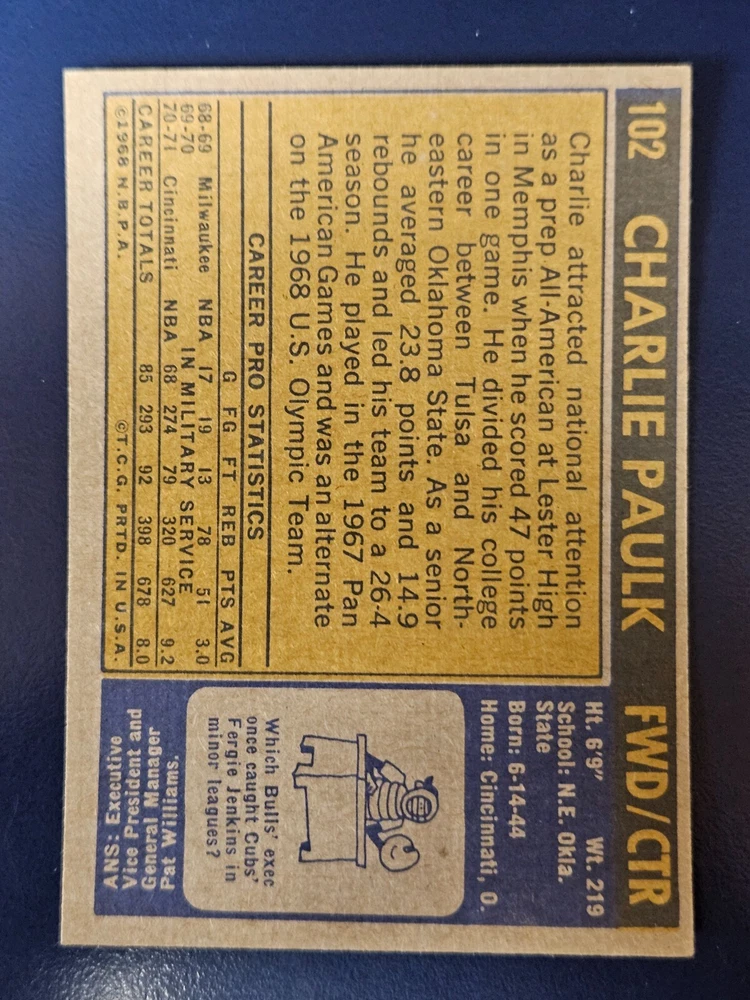 102 CHARLIE PAULK FWD/CTR
Charlie attracted national attention
as a prep All-American at Lester High
in Memphis when he scored 47 points
in one game. He divided his college
career between Tulsa and North-
eastern Oklahoma State. As a senior
he averaged 23.8 points and 14.9
rebounds and led his team to a 26-4
season. He played in the 1967 Pan
American Games and was an alternate
on the 1968 U.S. Olympic Team.
CAREER PRO STATISTICS
G FG FT REB PTS AVG
68-69 Milwaukee NBA 17 19 13 78 51 3.0
69-70 IN MILITARY SERVICE
70-71 Cincinnati NBA 68 274 79 320 627 9.2
CAREER TOTALS 85 293 92 398 678 8.0
©1968 N.B.P.A. ©T.C.G. PRTD. IN U.S.A.
Ht. 6'9" Wt. 219
School: N.E. Okla.
State
Born: 6-14-44
Home: Cincinnati, O.
Which Bulls' exec
once caught Cubs'
Fergie Jenkins in
minor leagues?
ANS: Executive
Vice President and
General Manager
Pat Williams.